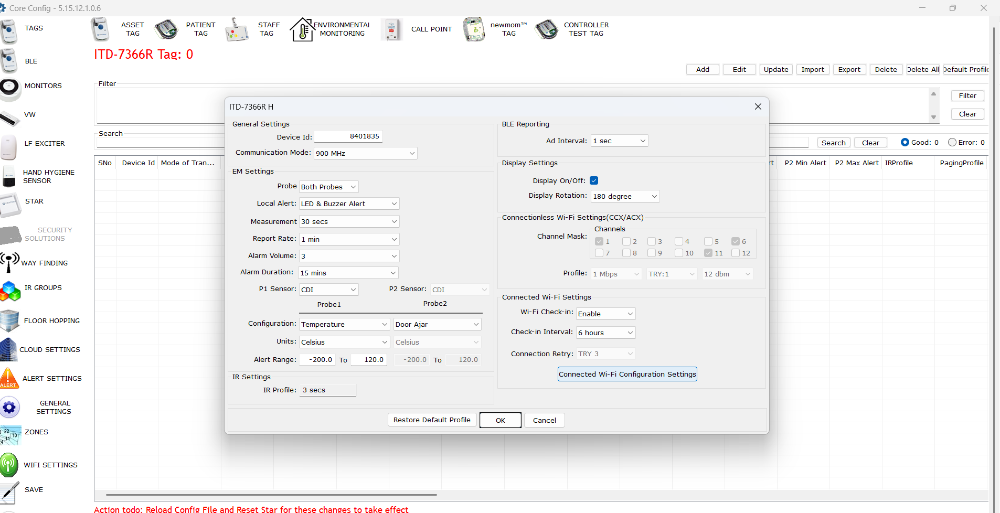 Core Config - 5.15.12.1.0.6
TAGS
BLE
MONITORS
VW
LF EXCITER
HAND HYGIENE
SENSOR
STAR
SECURITY
SOLUTIONS
WAY FINDING
IR GROUPS
FLOOR HOPPING
CLOUD SETTINGS
ALERT
ALERT SETTINGS
GENERAL
SETTINGS
ZONES
WIFI SETTINGS
SAVE
ASSET
TAG
PATIENT
TAG
STAFF
TAG
ENVIRONMENTAL
MONITORING
CALL POINT
newmom™
TAG
CONTROLLER
TEST TAG
ITD-7366R Tag: 0
Add Edit Update Import Export Delete Delete All Default Profile
Filter
Filter
Clear
Search
Search Clear Good: 0 Error: 0
SNo Device Id Mode of Tran... rt P2 Min Alert P2 Max Alert IRProfile PagingProfile
ITD-7366R H
General Settings
Device Id: 8401835
Communication Mode: 900 MHz
EM Settings
Probe Both Probes
Local Alert: LED & Buzzer Alert
Measurement 30 secs
Report Rate: 1 min
Alarm Volume: 3
Alarm Duration: 15 mins
P1 Sensor: CDI P2 Sensor: CDI
Probe1 Probe2
Configuration: Temperature Door Ajar
Units: Celsius Celsius
Alert Range: -200.0 To 120.0 -200.0 To 120.0
IR Settings
IR Profile: 3 secs
BLE Reporting
Ad Interval: 1 sec
Display Settings
Display On/Off:
Display Rotation: 180 degree
Connectionless Wi-Fi Settings(CCX/ACX)
Channels
Channel Mask: 1 2 3 4 5 6
7 8 9 10 11 12
Profile: 1 Mbps TRY:1 12 dbm
Connected Wi-Fi Settings
Wi-Fi Check-in: Enable
Check-in Interval: 6 hours
Connection Retry: TRY 3
Connected Wi-Fi Configuration Settings
Restore Default Profile OK Cancel
Action todo: Reload Config File and Reset Star for these changes to take effect